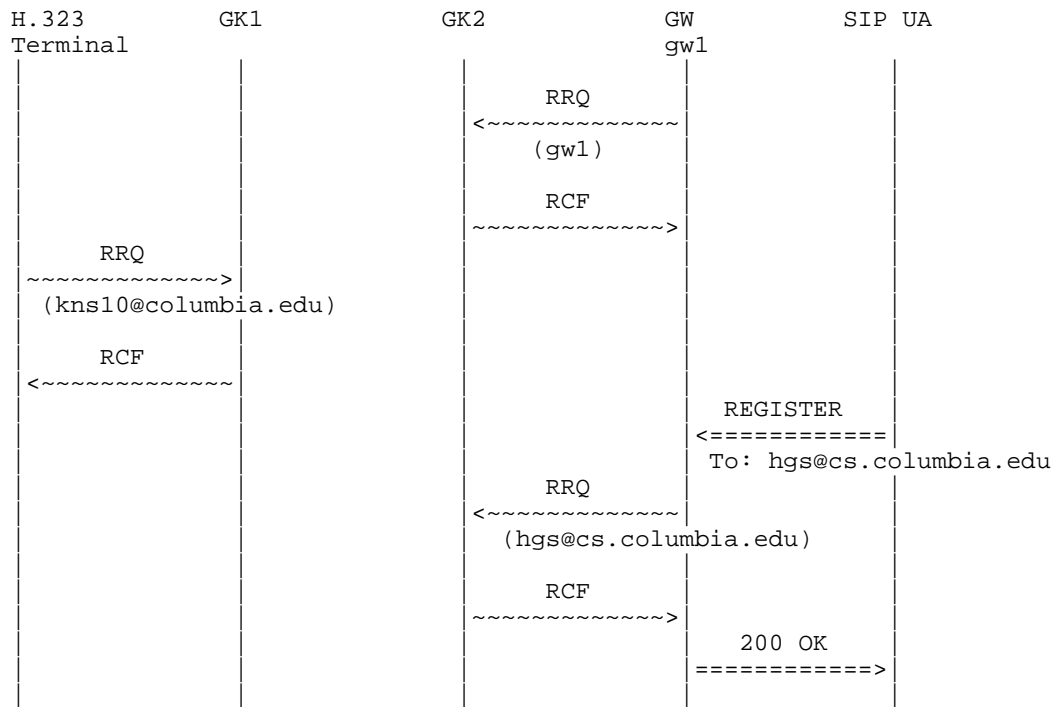 H.323 GK1 GK2 GW SIP UA
Terminal gw1
RRQ
(gw1)
RCF
RRQ
(kns10@columbia.edu)
RCF
REGISTER
To: hgs@cs.columbia.edu
RRQ
(hgs@cs.columbia.edu)
RCF
200 OK